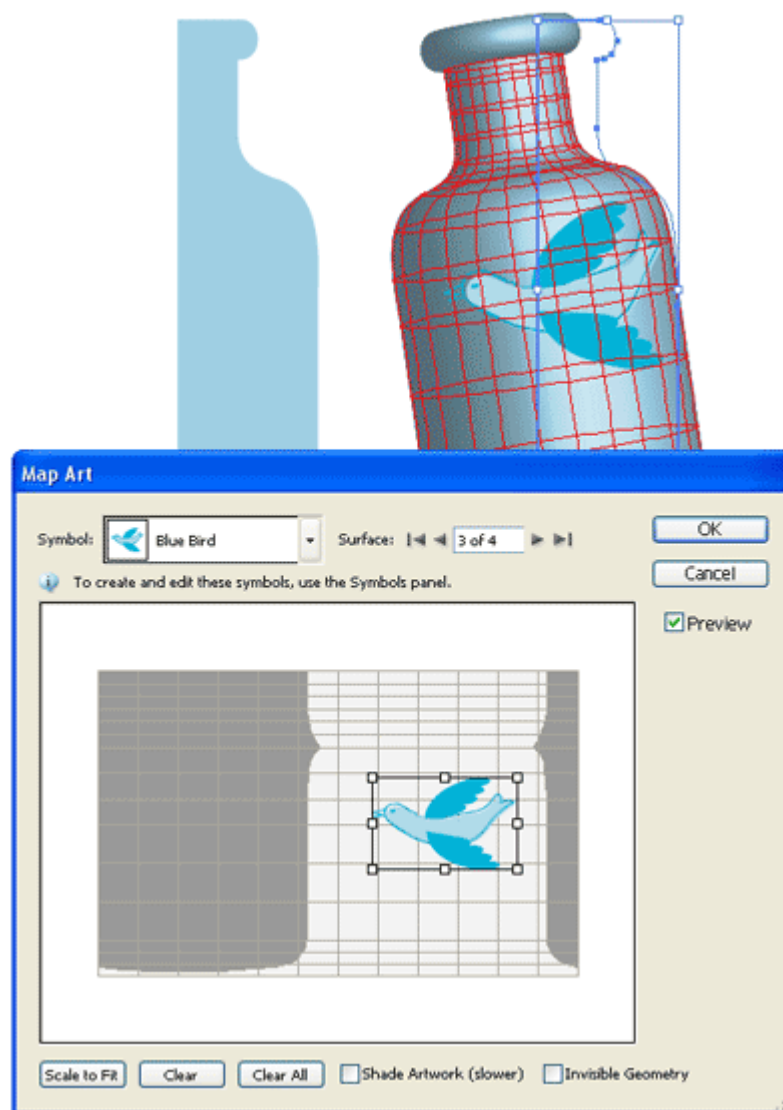 Map Art
Symbol: Blue Bird Surface: 3 of 4 OK
To create and edit these symbols, use the Symbols panel. Cancel
Preview
Scale to Fit Clear Clear All Shade Artwork (slower) Invisible Geometry